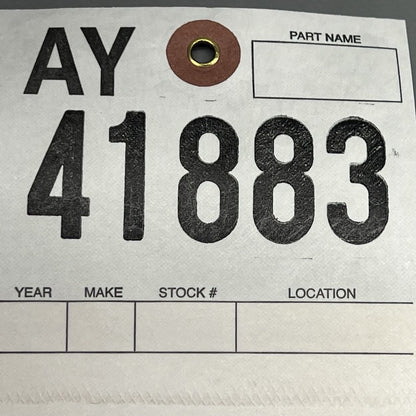 AY
PART NAME
41883
YEAR MAKE STOCK # LOCATION